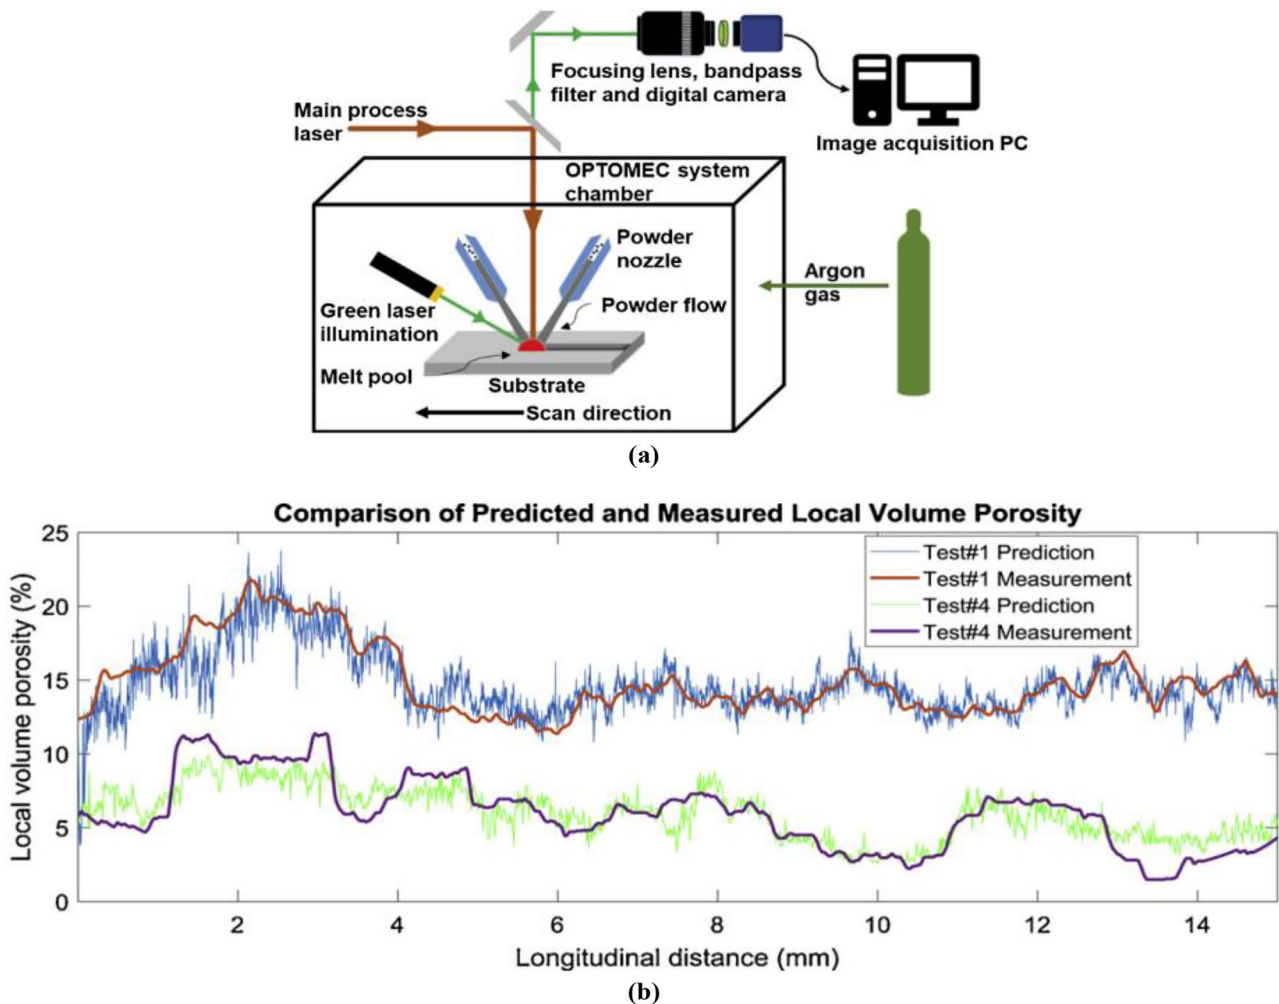 Focusing lens, bandpass
filter and digital camera
Main process
laser
Image acquisition PC
OPTOMEC system
chamber
Powder
nozzle
Argon
gas
Green laser
illumination
Powder flow
Melt pool
Substrate
Scan direction
(a)
Comparison of Predicted and Measured Local Volume Porosity
25
20
15
10
5
0
Local volume porosity (%)
Test#1 Prediction
Test#1 Measurement
Test#4 Prediction
Test#4 Measurement
2
4
6
8
10
12
14
Longitudinal distance (mm)
(b)